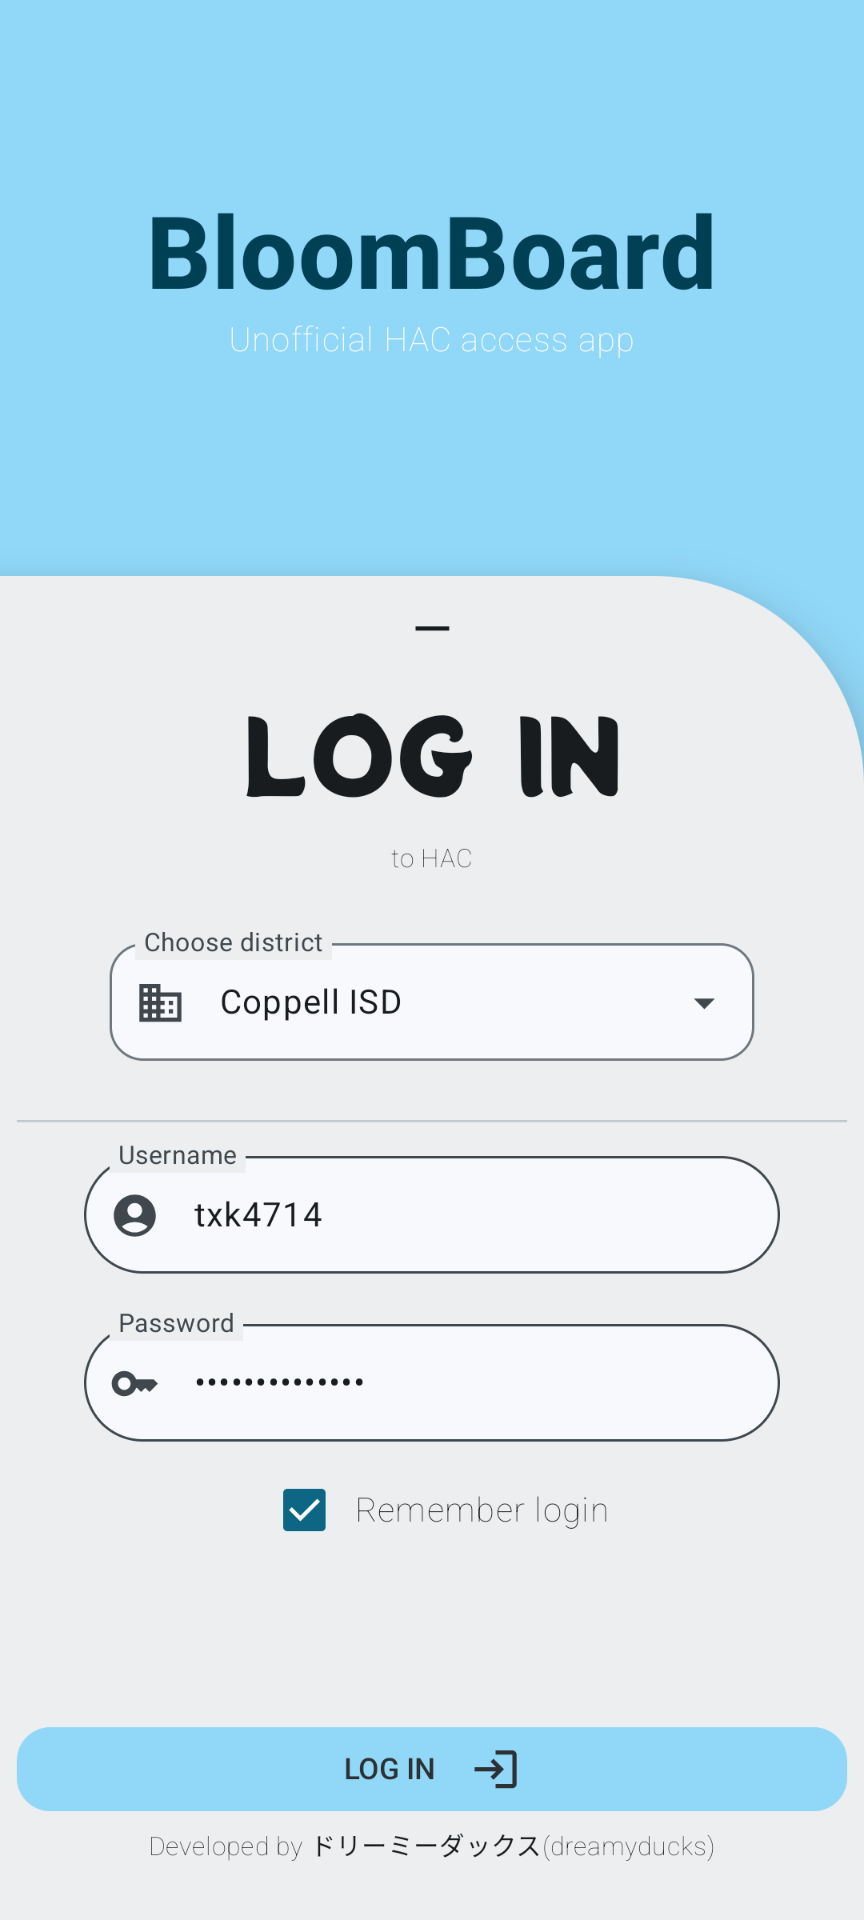 BloomBoard
Unofficial HAC access app
LOG IN
to HAC
Choose district
Coppell ISD
Username
txk4714
Password
••••••••••••••
Remember login
LOG IN
Developed by ドリーミーダックス(dreamyducks)